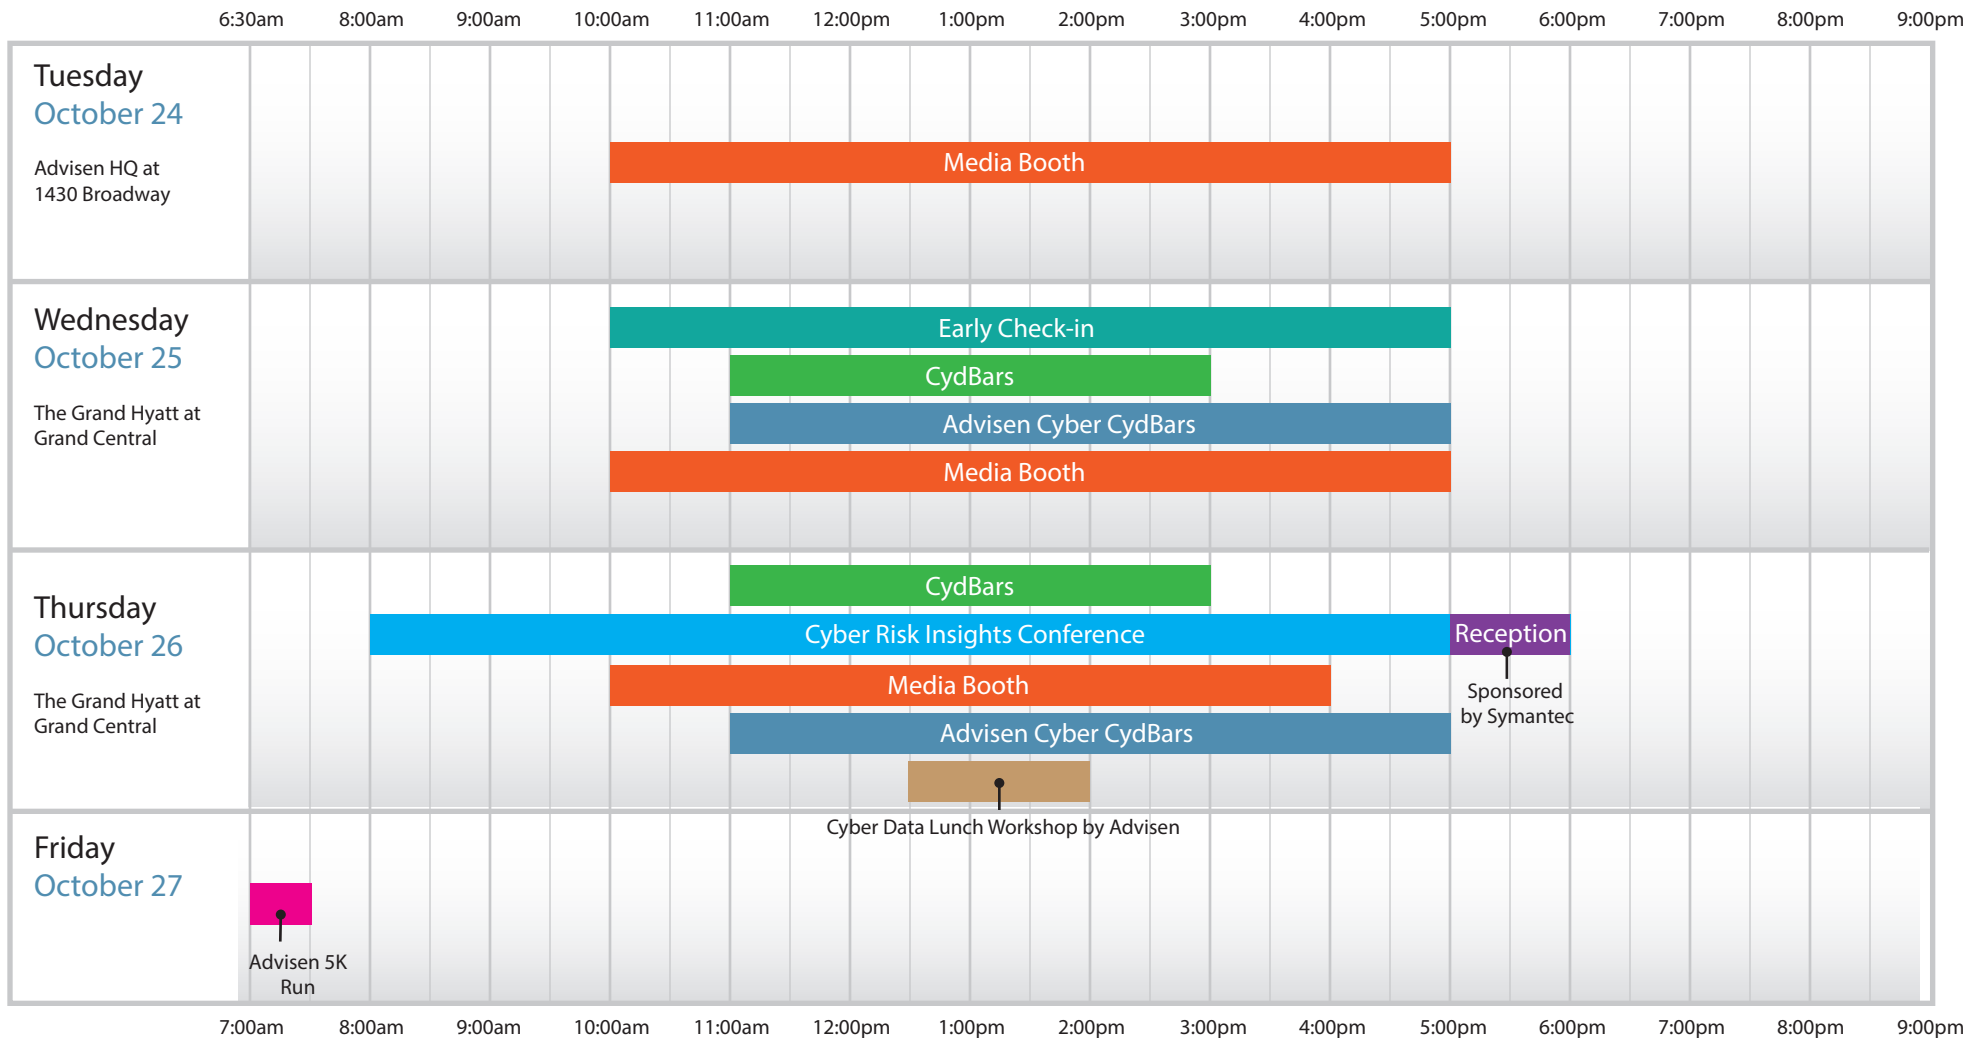 6:30am 8:00am 9:00am 10:00am 11:00am 12:00pm 1:00pm 2:00pm 3:00pm 4:00pm 5:00pm 6:00pm 7:00pm 8:00pm 9:00pm
Tuesday
October 24
Advisen HQ at
1430 Broadway
Media Booth
Wednesday
October 25
The Grand Hyatt at
Grand Central
Early Check-in
CydBars
Advisen Cyber CydBars
Media Booth
Thursday
October 26
The Grand Hyatt at
Grand Central
CydBars
Cyber Risk Insights Conference
Reception
Sponsored
by Symantec
Media Booth
Advisen Cyber CydBars
Cyber Data Lunch Workshop by Advisen
Friday
October 27
Advisen 5K
Run
7:00am 8:00am 9:00am 10:00am 11:00am 12:00pm 1:00pm 2:00pm 3:00pm 4:00pm 5:00pm 6:00pm 7:00pm 8:00pm 9:00pm